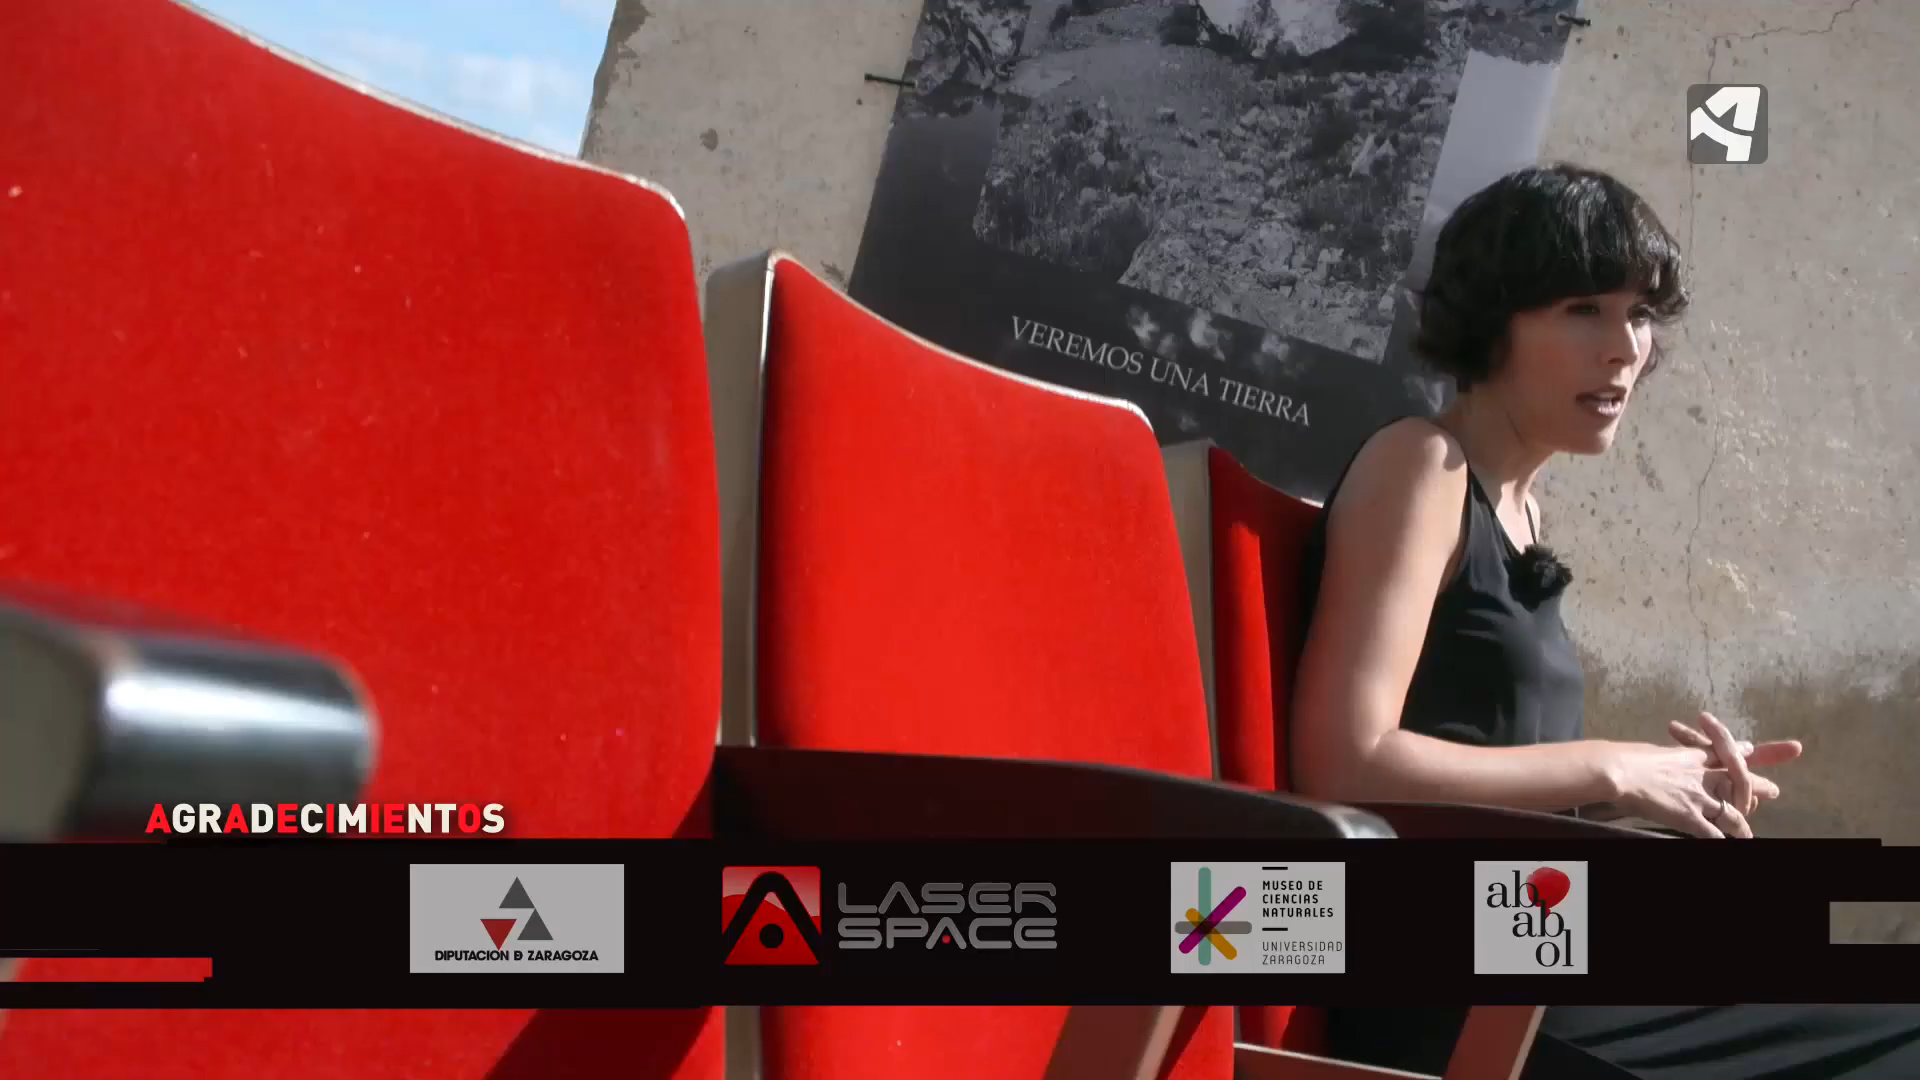 VEREMOS UNA TIERRA
AGRADECIMIENTOS
DIPUTACION D ZARAGOZA
LASER
SPACE
MUSEO DE
CIENCIAS
NATURALES
UNIVERSIDAD
ZARAGOZA
ab
ab
ol